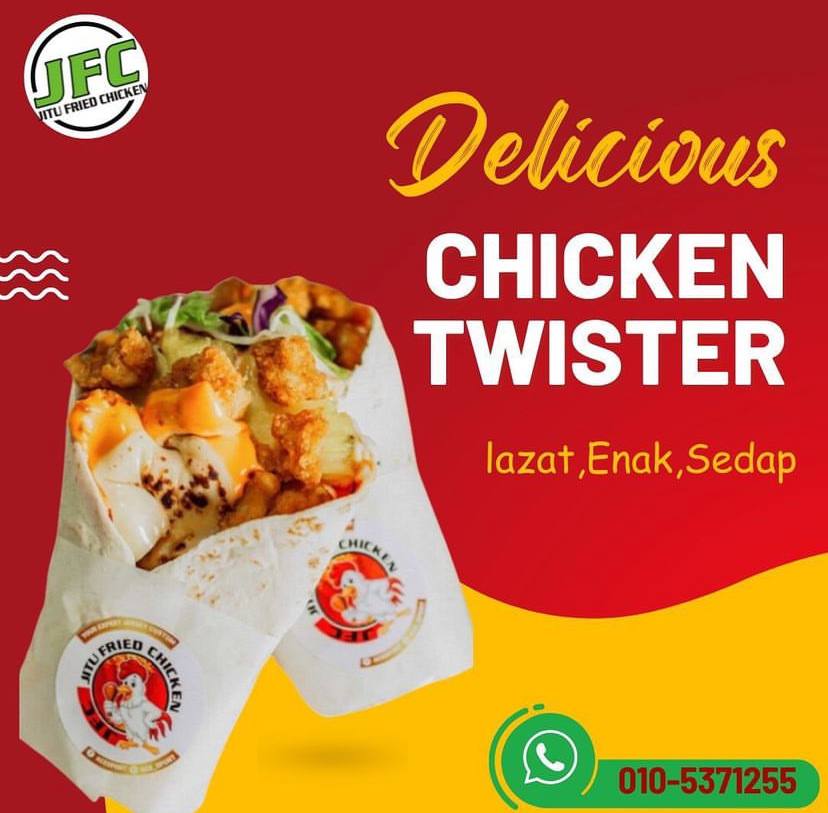 JFC
JITU FRIED CHICKEN
Delicious
CHICKEN
TWISTER
lazat,Enak,Sedap
CHICKEN
JFC
JITU FRIED CHICKEN
JFC
010-5371255